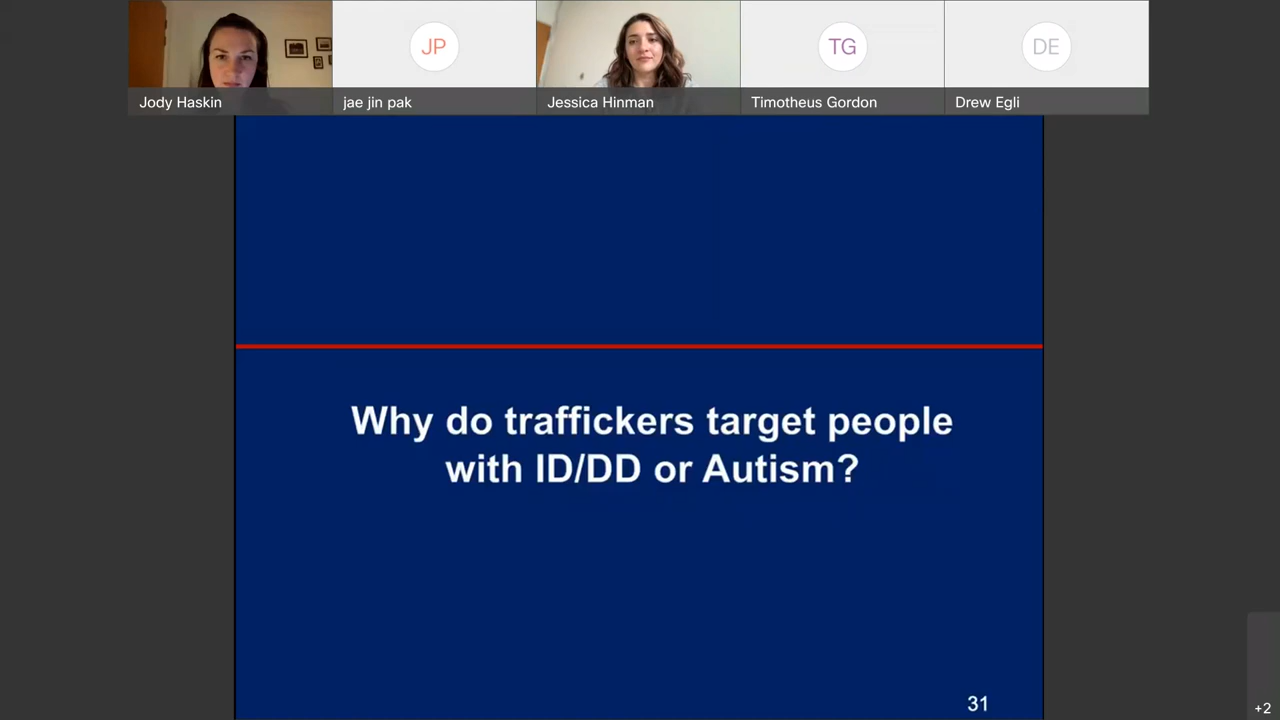 JP
TG
DE
Jody Haskin
jae jin pak
Jessica Hinman
Timotheus Gordon
Drew Egli
Why do traffickers target people
with ID/DD or Autism?
31
+2